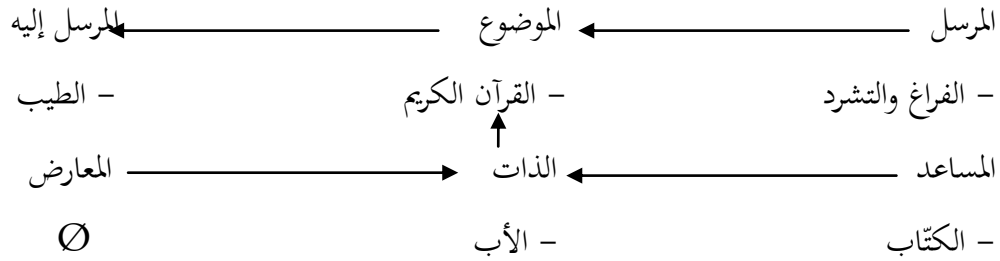 المرسل الموضوع المرسل إليه
– الفراغ والتشرد – القرآن الكريم – الطيب
المساعد الذات المعارض
– الكتّاب – الأب Ø